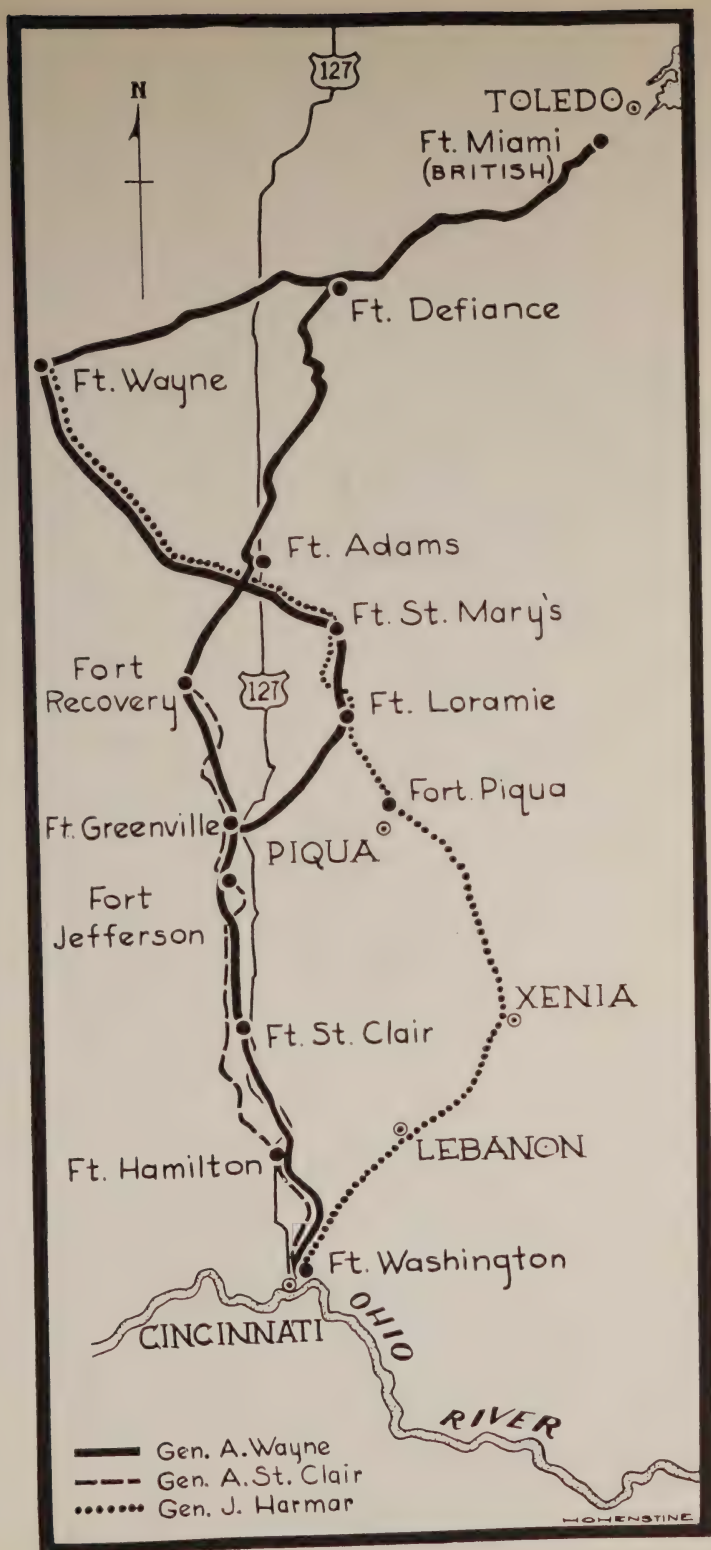 127
N
TOLEDO
Ft. Miami
(BRITISH)
Ft. Defiance
Ft. Wayne
Ft. Adams
Ft. St. Mary's
Fort
Recovery
127
Ft. Loramie
Fort. Piqua
Ft. Greenville
PIQUA
Fort
Jefferson
XENIA
Ft. St. Clair
LEBANON
Ft. Hamilton
Ft. Washington
CINCINNATI
OHIO
RIVER
Gen. A. Wayne
Gen. A. St. Clair
Gen. J. Harmar
HOHENSTINE